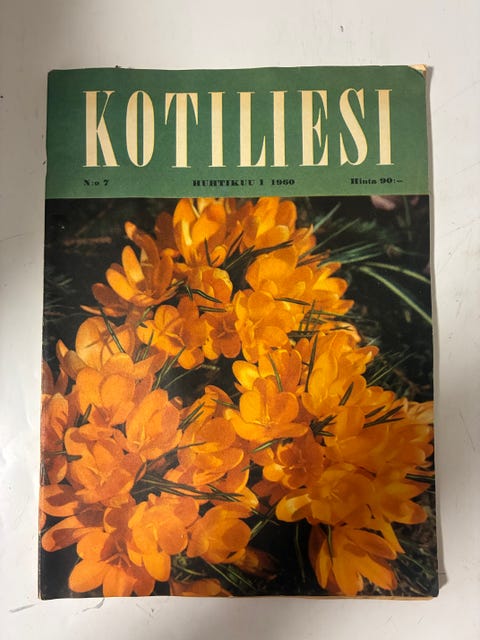 KOTILIESI
N:o 7 HUHTIKUU 1 1960 Hinta 90:—